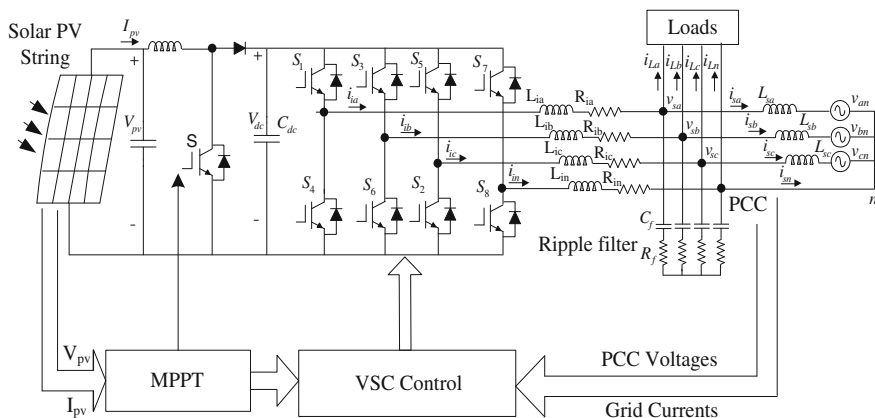 Solar PV
String
I_pv
+
+
V_pv
-
S
V_dc
C_dc
-
S_1
S_3
S_5
S_7
S_4
S_6
S_2
S_8
i_ia
i_ib
i_ic
i_in
L_ia
R_ia
L_ib
R_ib
L_ic
R_ic
L_in
R_in
Loads
i_La
i_Lb
i_Lc
i_Ln
v_sa
v_sb
v_sc
i_sa
L_sa
v_an
i_sb
L_sb
v_bn
i_sc
L_sc
v_cn
i_sn
n
PCC
C_f
Ripple filter
R_f
V_pv
I_pv
MPPT
VSC Control
PCC Voltages
Grid Currents